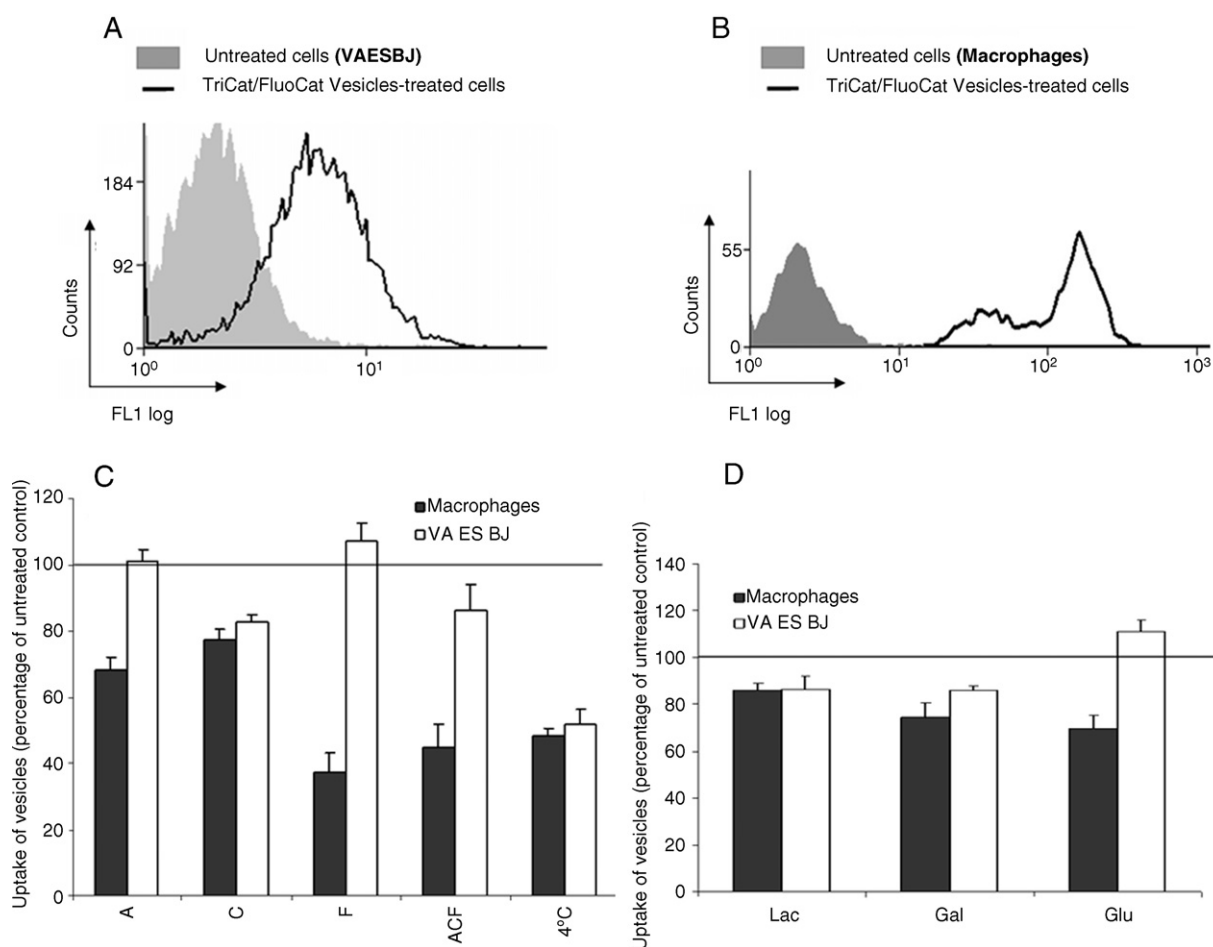 A
Untreated cells (VAESBJ)
TriCat/FluoCat Vesicles-treated cells
184
92
0
Counts
10⁰
10¹
FL1 log
B
Untreated cells (Macrophages)
TriCat/FluoCat Vesicles-treated cells
55
0
Counts
10⁰
10¹
10²
10³
FL1 log
C
Macrophages
VA ES BJ
Uptake of vesicles (percentage of untreated control)
120
100
80
60
40
20
0
A
C
F
ACF
4ºC
D
Macrophages
VA ES BJ
Uptake of vesicles (percentage of untreated control)
140
120
100
80
60
40
20
0
Lac
Gal
Glu